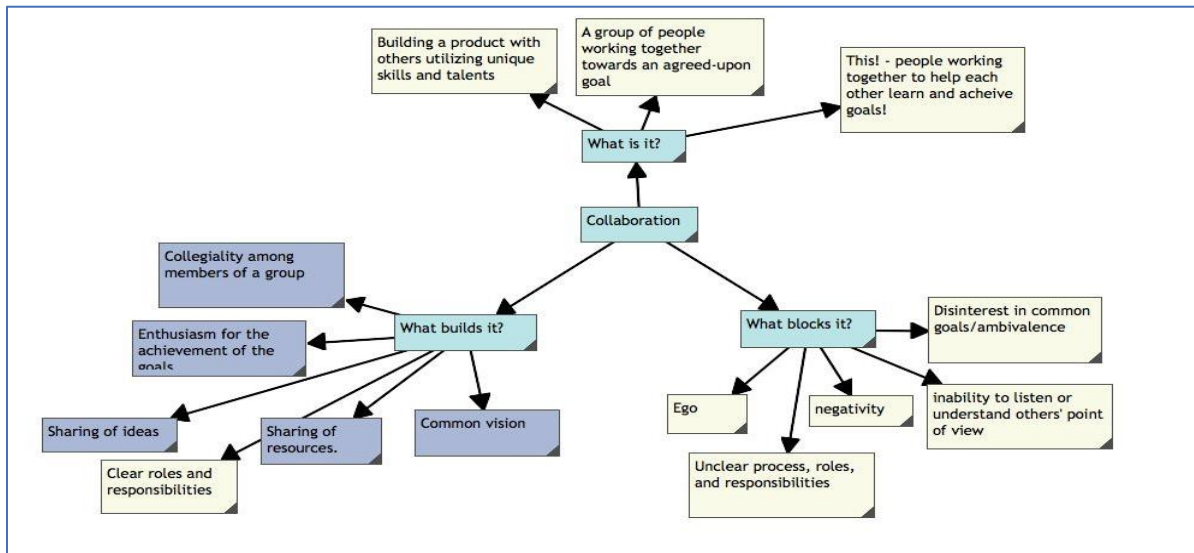 Building a product with
others utilizing unique
skills and talents
A group of people
working together
towards an agreed-upon
goal
This! - people working
together to help each
other learn and acheive
goals!
What is it?
Collaboration
Collegiality among
members of a group
Enthusiasm for the
achievement of the
goals
What builds it?
Sharing of ideas
Clear roles and
responsibilities
Sharing of
resources.
Common vision
What blocks it?
Disinterest in common
goals/ambivalence
Ego
negativity
inability to listen or
understand others' point
of view
Unclear process, roles,
and responsibilities